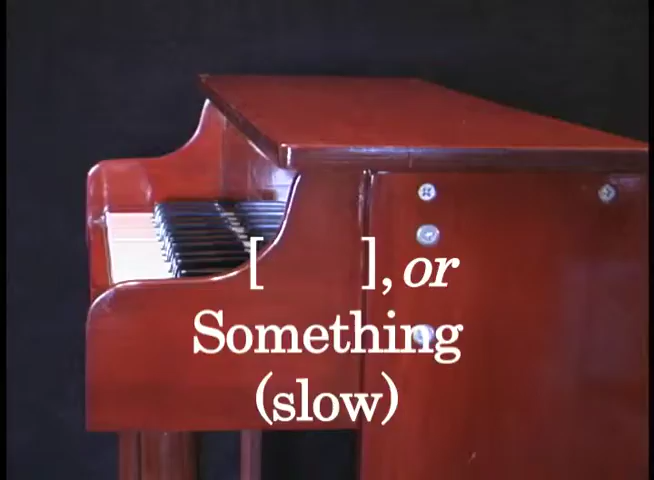 [ ], or
Something
(slow)